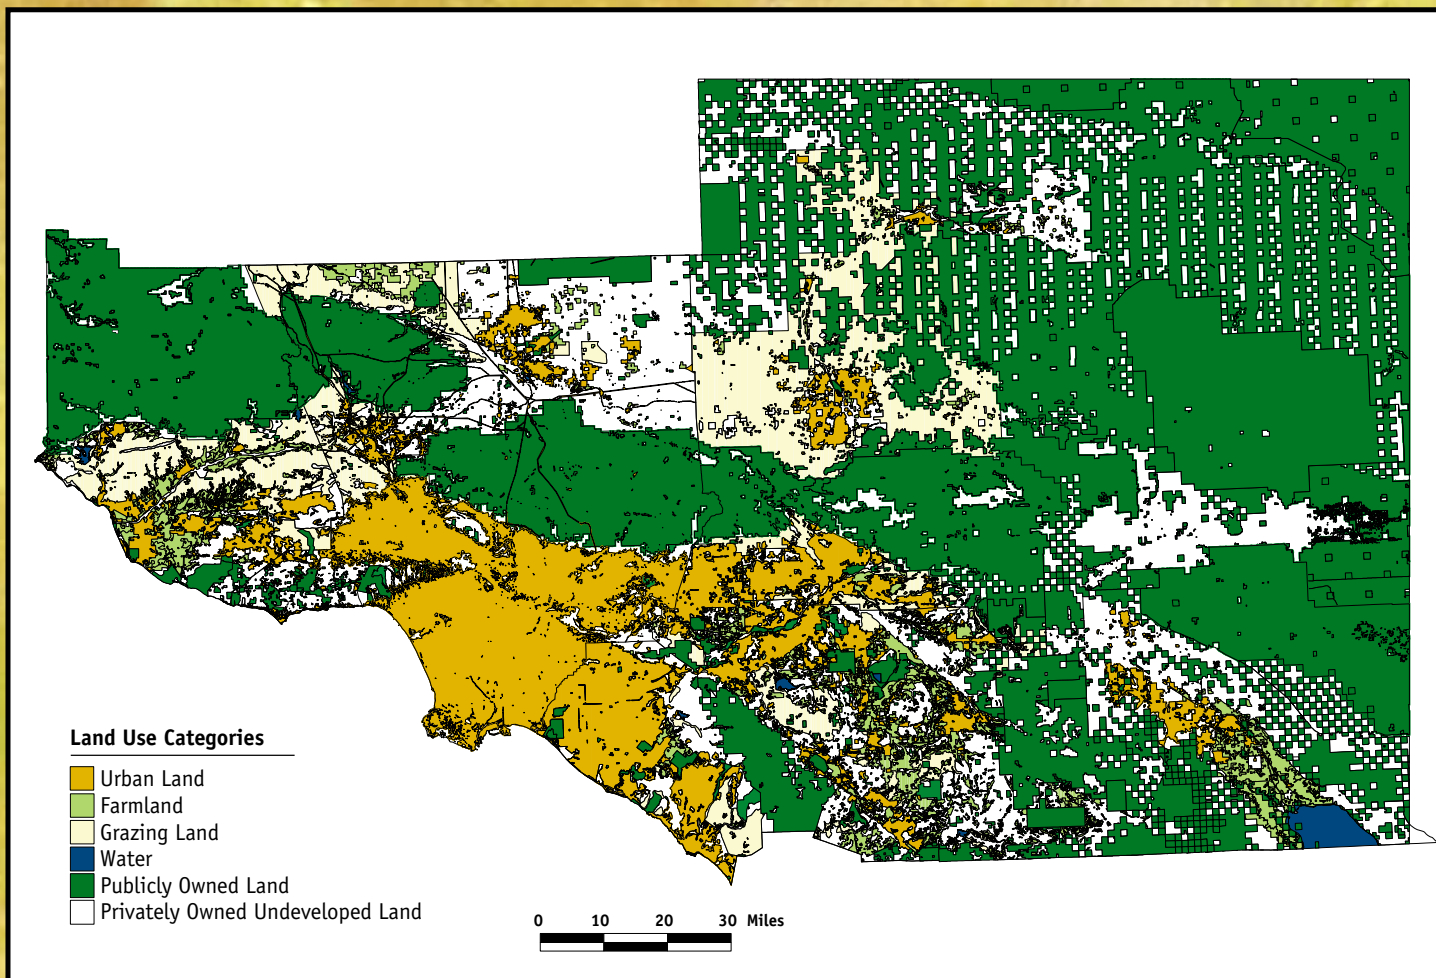 Land Use Categories
Urban Land
Farmland
Grazing Land
Water
Publicly Owned Land
Privately Owned Undeveloped Land
0 10 20 30 Miles